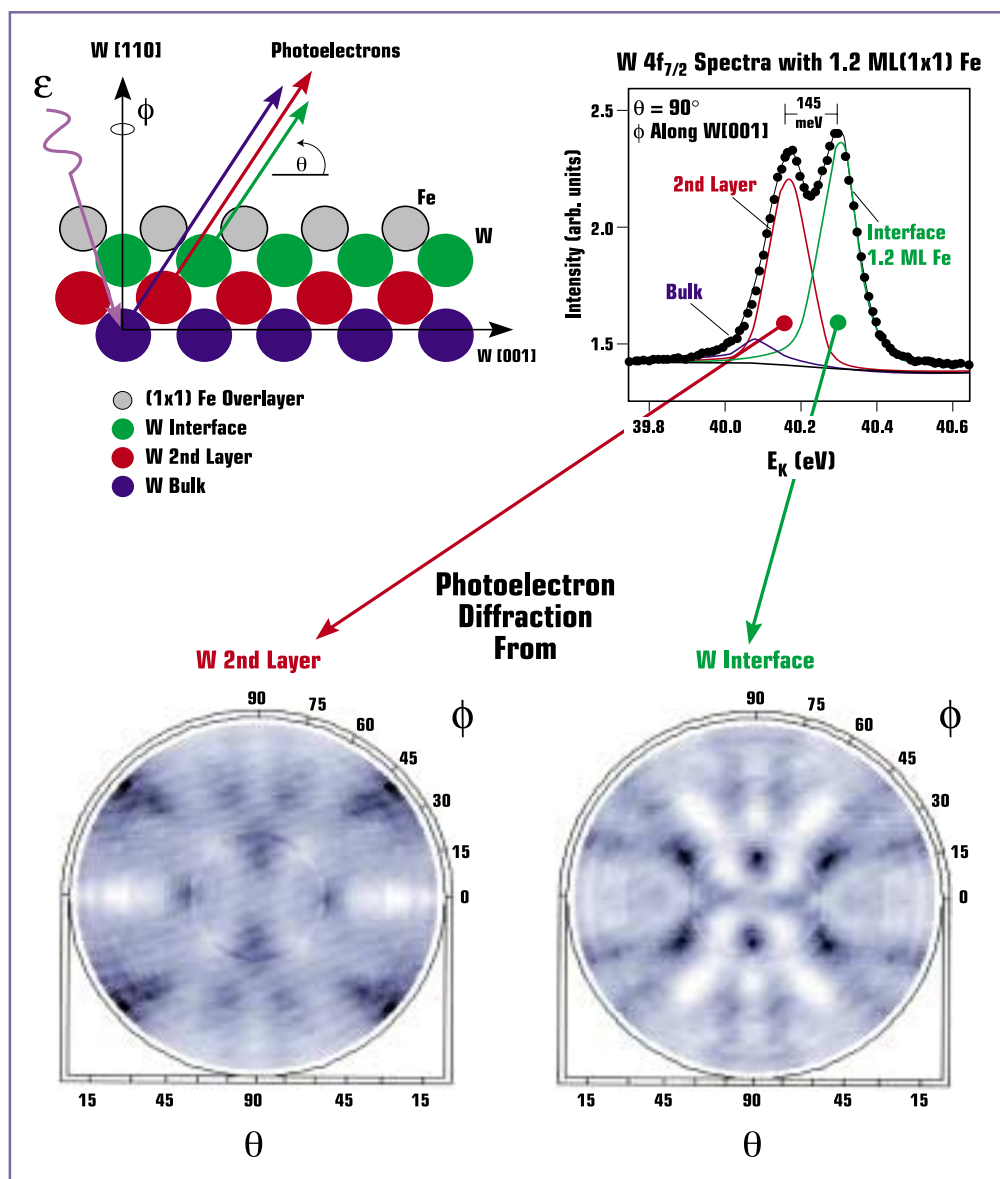 W [110]
Photoelectrons
ε
ϕ
θ
Fe
W
W [001]
(1x1) Fe Overlayer
W Interface
W 2nd Layer
W Bulk
W 4f7/2 Spectra with 1.2 ML(1x1) Fe
θ = 90°
ϕ Along W[001]
145
meV
2nd Layer
Interface
1.2 ML Fe
Bulk
Intensity (arb. units)
2.5
2.0
1.5
39.8 40.0 40.2 40.4 40.6
EK (eV)
Photoelectron
Diffraction
From
W 2nd Layer
90
75
60
45
30
15
0
ϕ
15 45 90 45 15
θ
W Interface
90
75
60
45
30
15
0
ϕ
15 45 90 45 15
θ